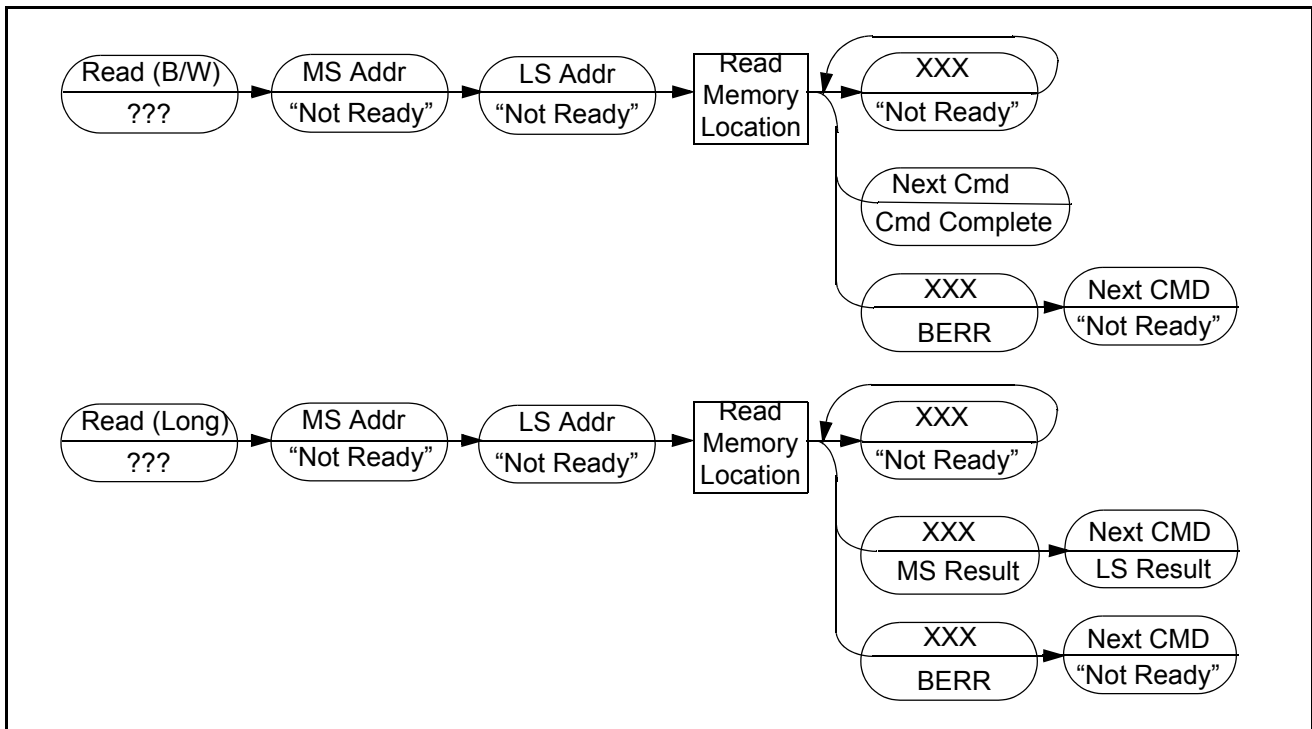 Read (B/W)
???
MS Addr
“Not Ready”
LS Addr
“Not Ready”
Read
Memory
Location
XXX
“Not Ready”
Next Cmd
Cmd Complete
XXX
BERR
Next CMD
“Not Ready”
Read (Long)
???
MS Addr
“Not Ready”
LS Addr
“Not Ready”
Read
Memory
Location
XXX
“Not Ready”
XXX
MS Result
Next CMD
LS Result
XXX
BERR
Next CMD
“Not Ready”